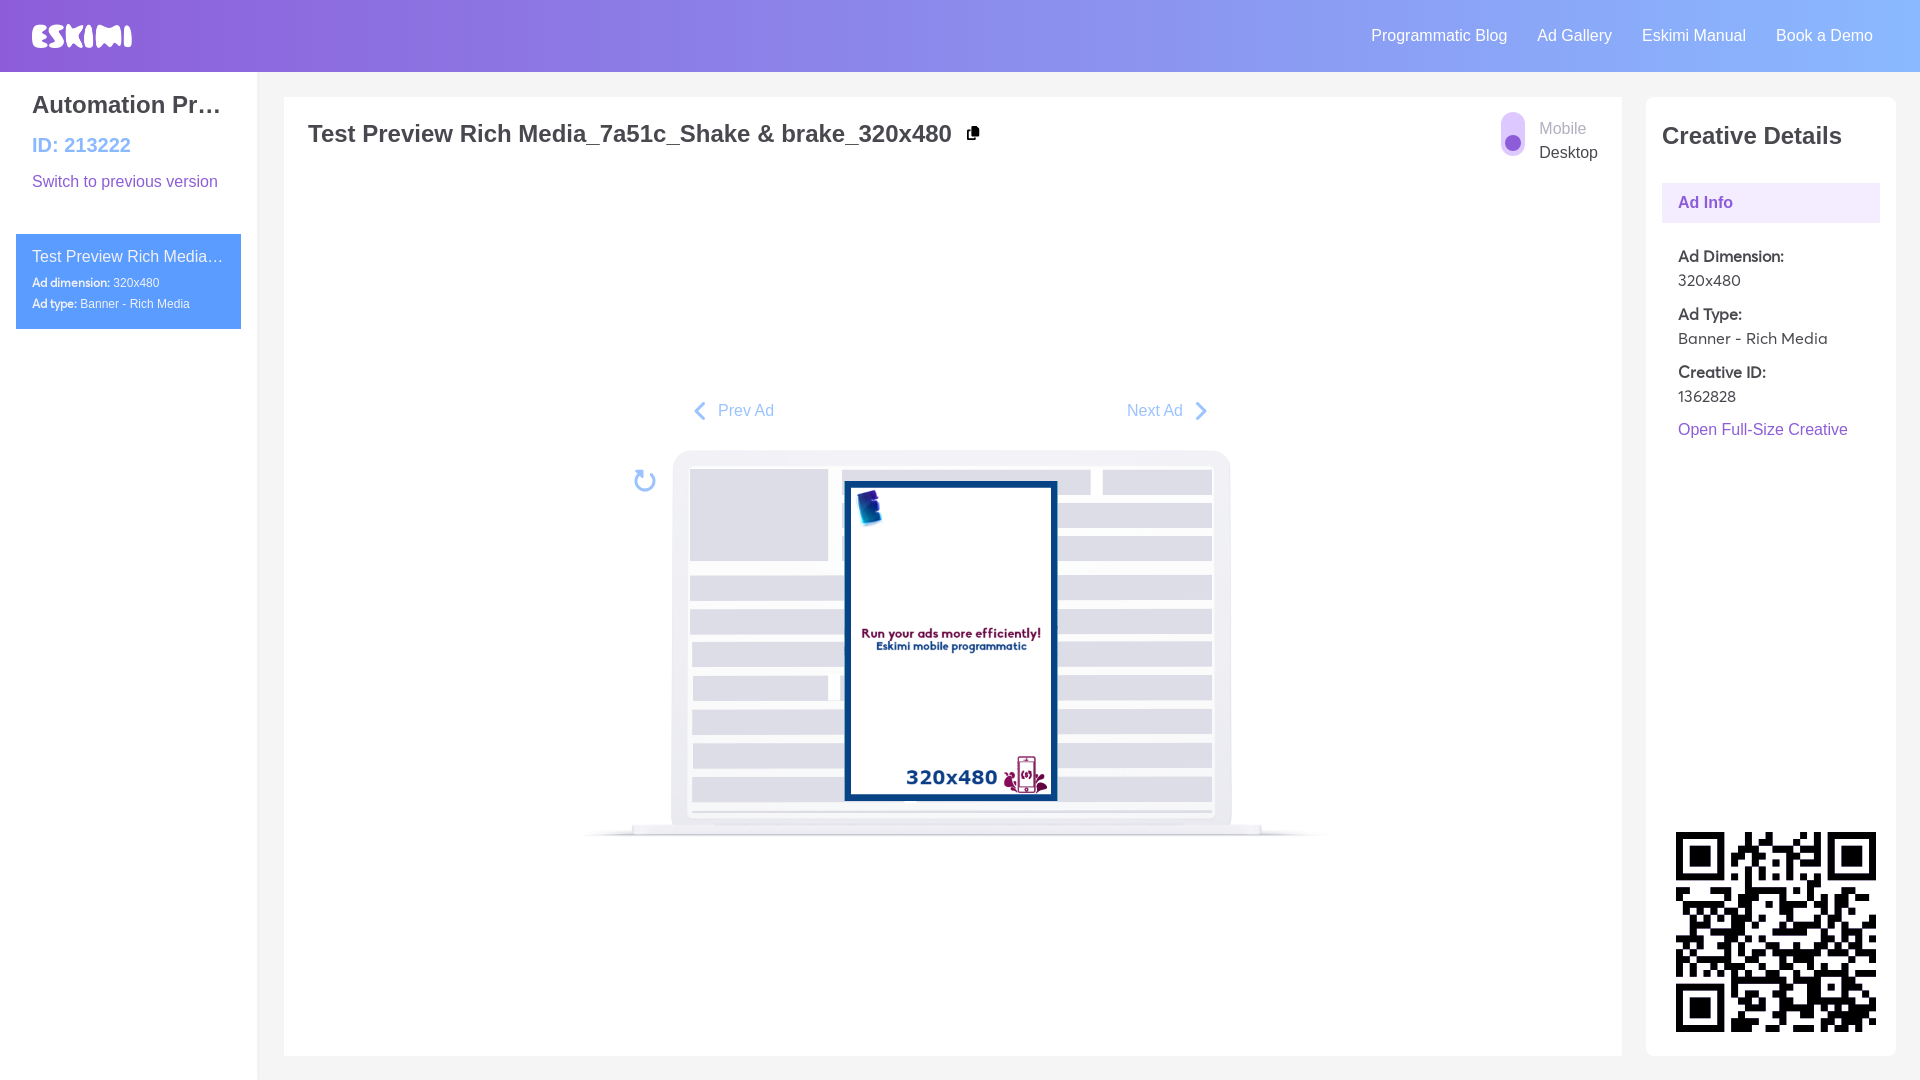 ESKIMI
Programmatic Blog
Ad Gallery
Eskimi Manual
Book a Demo
Automation Pr...
ID: 213222
Switch to previous version
Test Preview Rich Media...
Ad dimension: 320x480
Ad type: Banner - Rich Media
Test Preview Rich Media_7a51c_Shake & brake_320x480
Mobile
Desktop
Prev Ad
Next Ad
E
Run your ads more efficiently!
Eskimi mobile programmatic
320x480
Creative Details
Ad Info
Ad Dimension:
320x480
Ad Type:
Banner - Rich Media
Creative ID:
1362828
Open Full-Size Creative